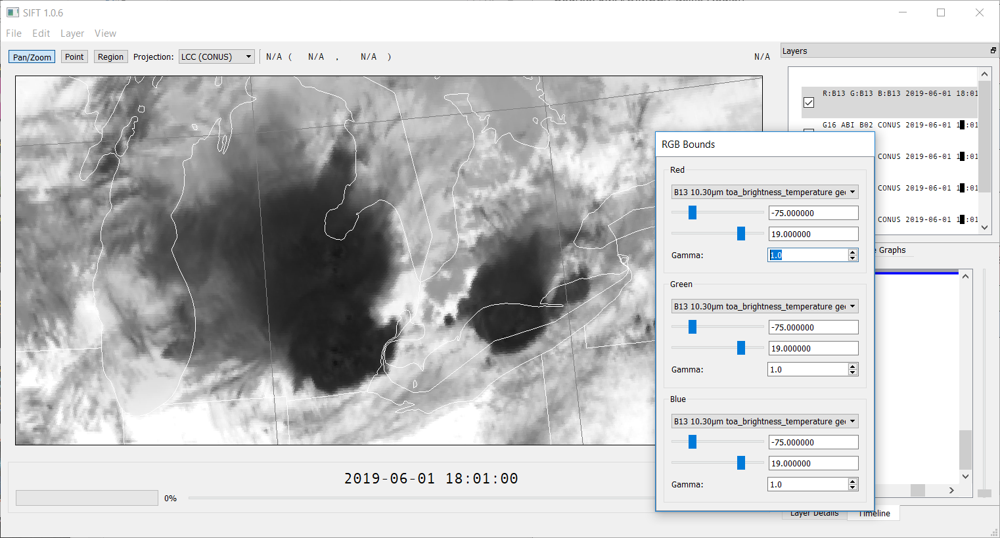 SIFT 1.0.6
File Edit Layer View
Pan/Zoom Point Region Projection: LCC (CONUS) N/A ( N/A , N/A ) N/A
Layers
R:B13 G:B13 B:B13 2019-06-01 18:01
G16 ABI B02 CONUS 2019-06-01 1 :01
CONUS 2019-06-01 1 :01
CONUS 2019-06-01 1 :01
CONUS 2019-06-01 1 :01
Graphs
RGB Bounds
Red
B13 10.30µm toa_brightness_temperature ge
-75.000000
19.000000
Gamma: 1.0
Green
B13 10.30µm toa_brightness_temperature ge
-75.000000
19.000000
Gamma: 1.0
Blue
B13 10.30µm toa_brightness_temperature ge
-75.000000
19.000000
Gamma: 1.0
2019-06-01 18:01:00
0%
Layer Details Timeline